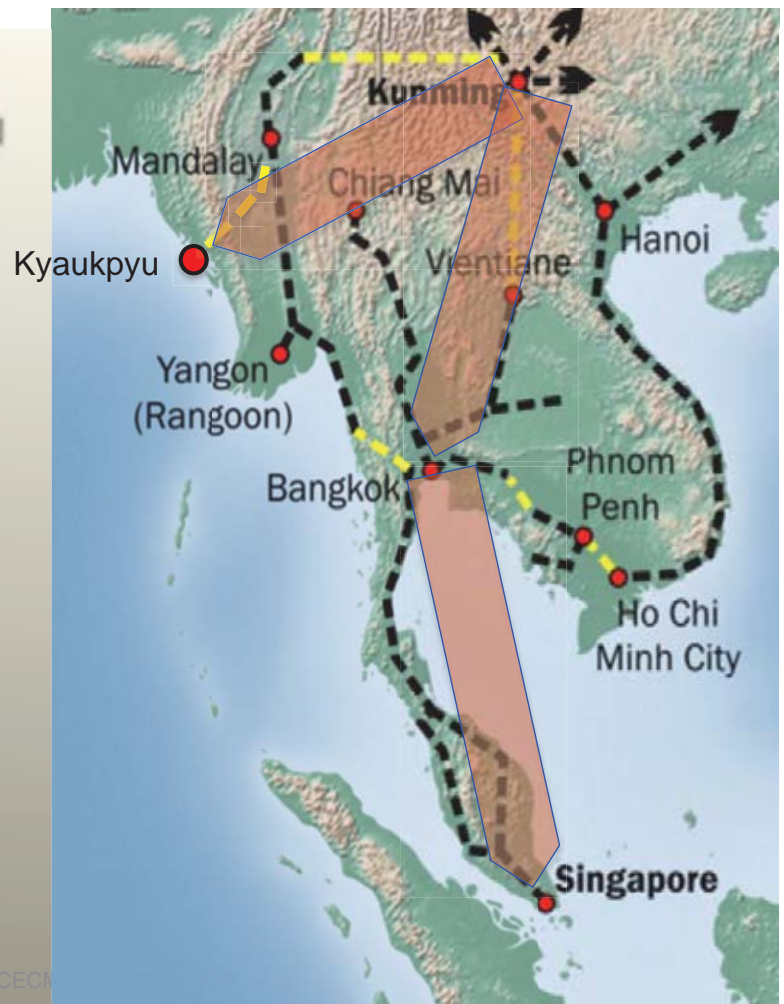 Kunming
Mandalay
Chiang Mai
Kyaukpyu
Hanoi
Vientiane
Yangon
(Rangoon)
Bangkok
Phnom
Penh
Ho Chi
Minh City
Singapore